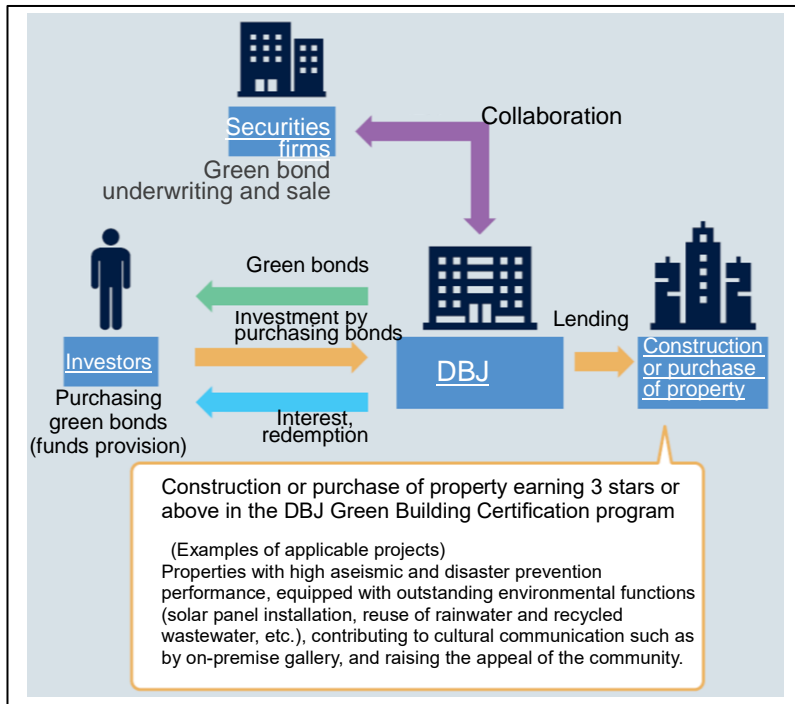 Collaboration
Securities
firms
Green bond
underwriting and sale
Green bonds
Investment by
purchasing bonds
Lending
Investors
DBJ
Construction
or purchase
of property
Purchasing
green bonds
(funds provision)
Interest,
redemption
Construction or purchase of property earning 3 stars or
above in the DBJ Green Building Certification program
(Examples of applicable projects)
Properties with high aseismic and disaster prevention
performance, equipped with outstanding environmental functions
(solar panel installation, reuse of rainwater and recycled
wastewater, etc.), contributing to cultural communication such as
by on-premise gallery, and raising the appeal of the community.